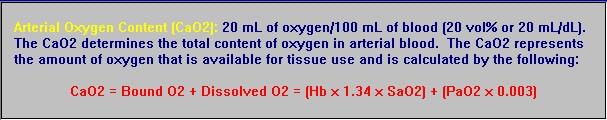 Arterial Oxygen Content (CaO2): 20 mL of oxygen/100 mL of blood (20 vol% or 20 mL/dL).
The CaO2 determines the total content of oxygen in arterial blood.  The CaO2 represents
the amount of oxygen that is available for tissue use and is calculated by the following:
CaO2 = Bound O2 + Dissolved O2 = (Hb x 1.34 x SaO2) + (PaO2 x 0.003)